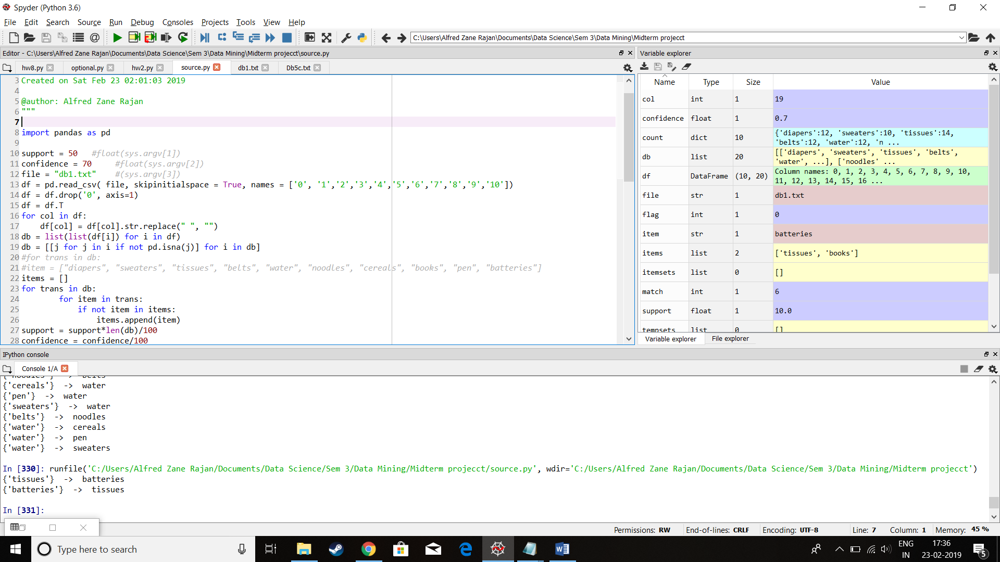 Spyder (Python 3.6)
File Edit Search Source Run Debug Consoles Projects Tools View Help
C:\Users\Alfred Zane Rajan\Documents\Data Science\Sem 3\Data Mining\Midterm projecct
Editor - C:\Users\Alfred Zane Rajan\Documents\Data Science\Sem 3\Data Mining\Midterm projecct\source.py
hw8.py optional.py hw2.py source.py db1.txt Db5c.txt
3 Created on Sat Feb 23 02:01:03 2019
4
5 @author: Alfred Zane Rajan
6 """
7
8 import pandas as pd
9
10 support = 50   #float(sys.argv[1])
11 confidence = 70     #float(sys.argv[2])
12 file = "db1.txt"    #(sys.argv[3])
13 df = pd.read_csv( file, skipinitialspace = True, names = ['0', '1','2','3','4','5','6','7','8','9','10'])
14 df = df.drop('0', axis=1)
15 df = df.T
16 for col in df:
17     df[col] = df[col].str.replace(" ", "")
18 db = list(list(df[i]) for i in df)
19 db = [[j for j in i if not pd.isna(j)] for i in db]
20 #for trans in db:
21 #item = ["diapers", "sweaters", "tissues", "belts", "water", "noodles", "cereals", "books", "pen", "batteries"]
22 items = []
23 for trans in db:
24         for item in trans:
25             if not item in items:
26                 items.append(item)
27 support = support*len(db)/100
28 confidence = confidence/100
Variable explorer
Name Type Size Value
col int 1 19
confidence float 1 0.7
count dict 10 {'diapers':12, 'sweaters':10, 'tissues':14,
'belts':12, 'water':12, 'n ...
db list 20 [['diapers', 'sweaters', 'tissues', 'belts',
'water', ...], ['noodles' ...
df DataFrame (10, 20) Column names: 0, 1, 2, 3, 4, 5, 6, 7, 8, 9, 10,
11, 12, 13, 14, 15, 16 ...
file str 1 db1.txt
flag int 1 0
item str 1 batteries
items list 2 ['tissues', 'books']
itemsets list 0 []
match int 1 6
support float 1 10.0
tempsets list 0 []
Variable explorer File explorer
IPython console
Console 1/A
{'noodles'}  ->  belts
{'cereals'}  ->  water
{'pen'}  ->  water
{'sweaters'}  ->  water
{'belts'}  ->  noodles
{'water'}  ->  cereals
{'water'}  ->  pen
{'water'}  ->  sweaters
In [330]: runfile('C:/Users/Alfred Zane Rajan/Documents/Data Science/Sem 3/Data Mining/Midterm projecct/source.py', wdir='C:/Users/Alfred Zane Rajan/Documents/Data Science/Sem 3/Data Mining/Midterm projecct')
{'tissues'}  ->  batteries
{'batteries'}  ->  tissues
In [331]:
Permissions: RW End-of-lines: CRLF Encoding: UTF-8 Line: 7 Column: 1 Memory: 45 %
Type here to search
ENG
IN
17:36
23-02-2019
5